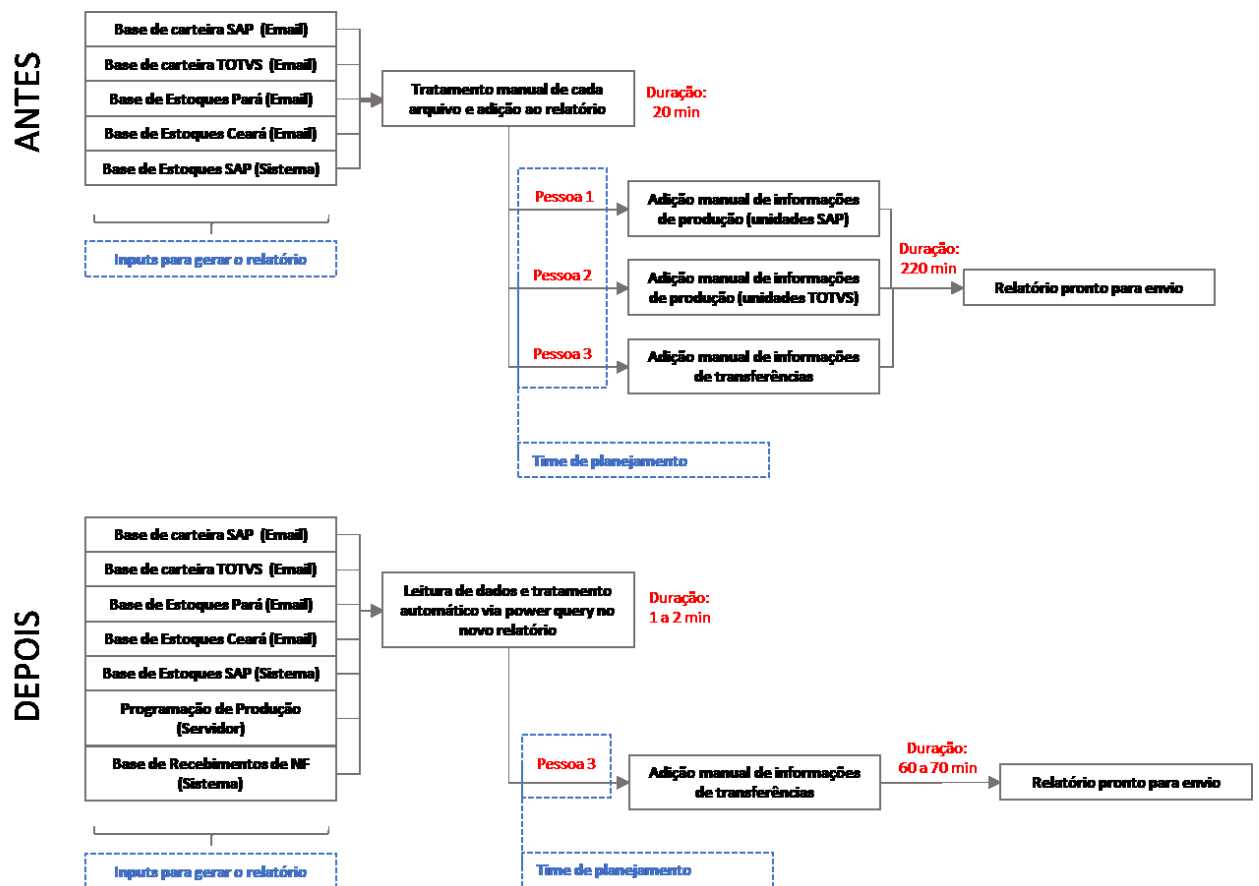 ANTES
Base de carteira SAP (Email)
Base de carteira TOTVS (Email)
Base de Estoques Pará (Email)
Base de Estoques Ceará (Email)
Base de Estoques SAP (Sistema)
Inputs para gerar o relatório
Tratamento manual de cada
arquivo e adição ao relatório
Duração:
20 min
Pessoa 1
Adição manual de informações
de produção (unidades SAP)
Pessoa 2
Adição manual de informações
de produção (unidades TOTVS)
Pessoa 3
Adição manual de informações
de transferências
Duração:
220 min
Relatório pronto para envio
Time de planejamento
DEPOIS
Base de carteira SAP (Email)
Base de carteira TOTVS (Email)
Base de Estoques Pará (Email)
Base de Estoques Ceará (Email)
Base de Estoques SAP (Sistema)
Programação de Produção
(Servidor)
Base de Recebimentos de NF
(Sistema)
Inputs para gerar o relatório
Leitura de dados e tratamento
automático via power query no
novo relatório
Duração:
1 a 2 min
Pessoa 3
Adição manual de informações
de transferências
Duração:
60 a 70 min
Relatório pronto para envio
Time de planejamento